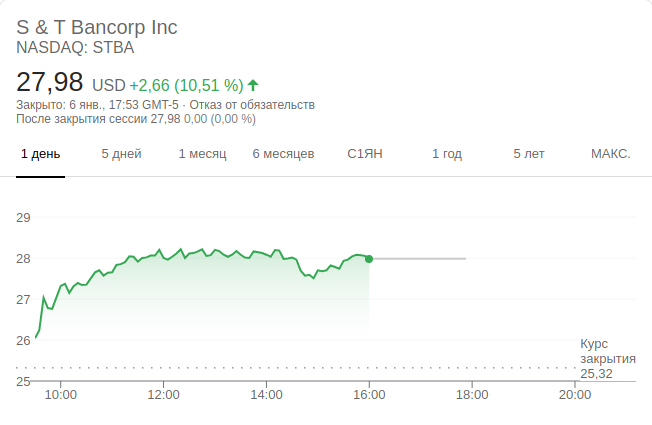 S & T Bancorp Inc
NASDAQ: STBA
27,98 USD +2,66 (10,51 %)
Закрыто: 6 янв., 17:53 GMT-5 · Отказ от обязательств
После закрытия сессии 27,98 0,00 (0,00 %)
1 день 5 дней 1 месяц 6 месяцев С1ЯН 1 год 5 лет МАКС.
29
28
27
26
Курс
закрытия
25,32
25
10:00 12:00 14:00 16:00 18:00 20:00